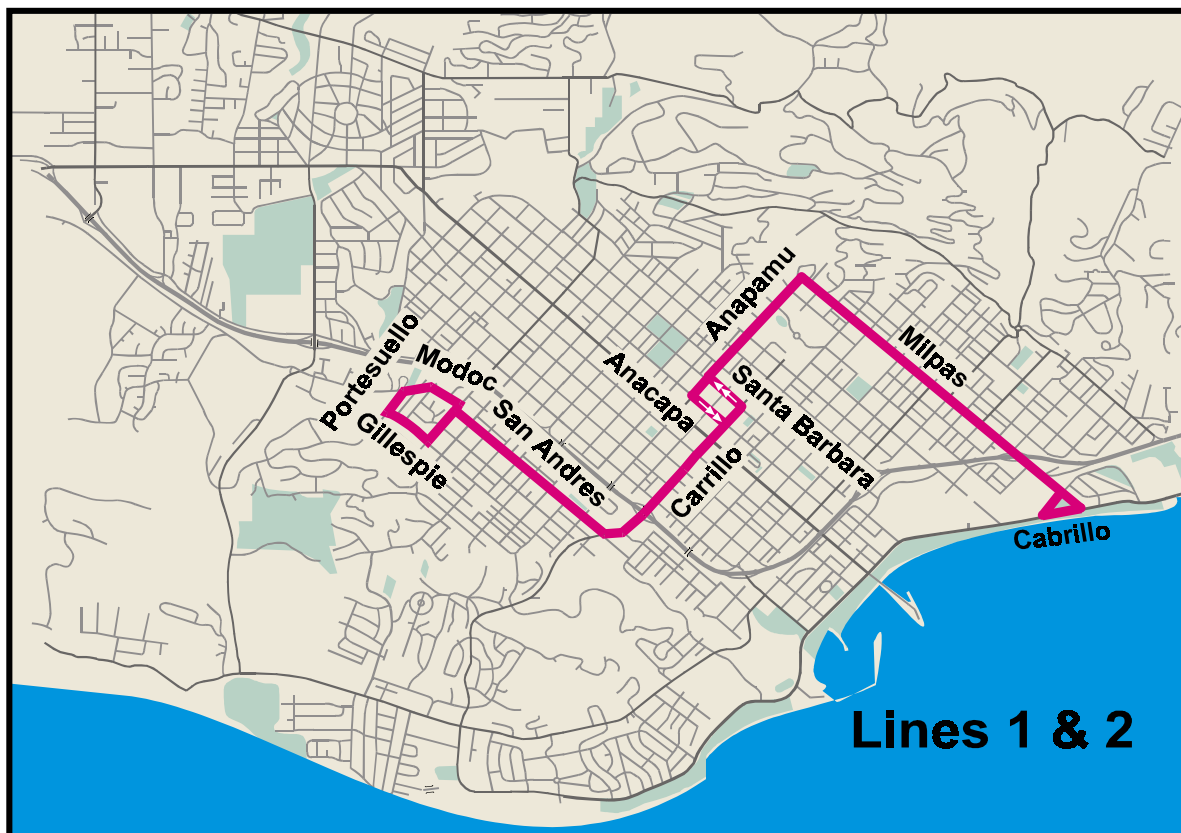 Anapamu
Milpas
Portesuello
Modoc
Anacapa
Santa Barbara
San Andres
Gillespie
Carrillo
Cabrillo
Lines 1 & 2